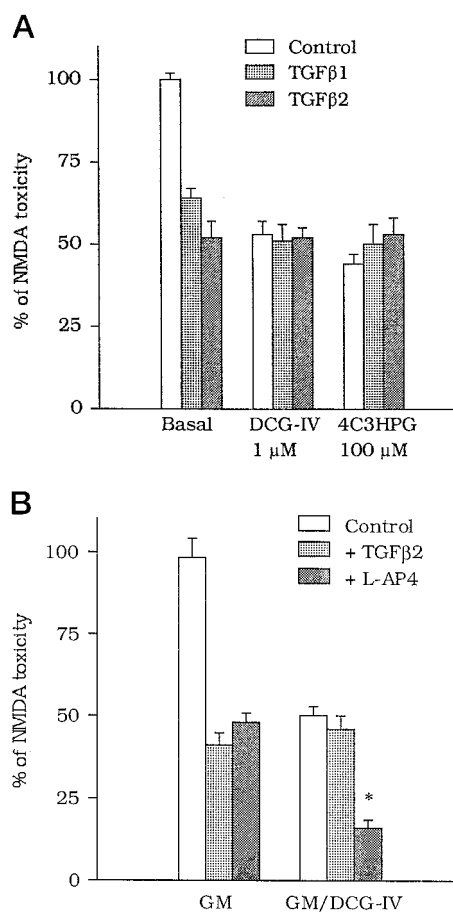 A
Control
TGFβ1
TGFβ2
% of NMDA toxicity
100
75
50
25
0
Basal DCG-IV 4C3HPG
1 μM 100 μM
B
Control
+ TGFβ2
+ L-AP4
% of NMDA toxicity
100
75
50
25
0
*
GM GM/DCG-IV